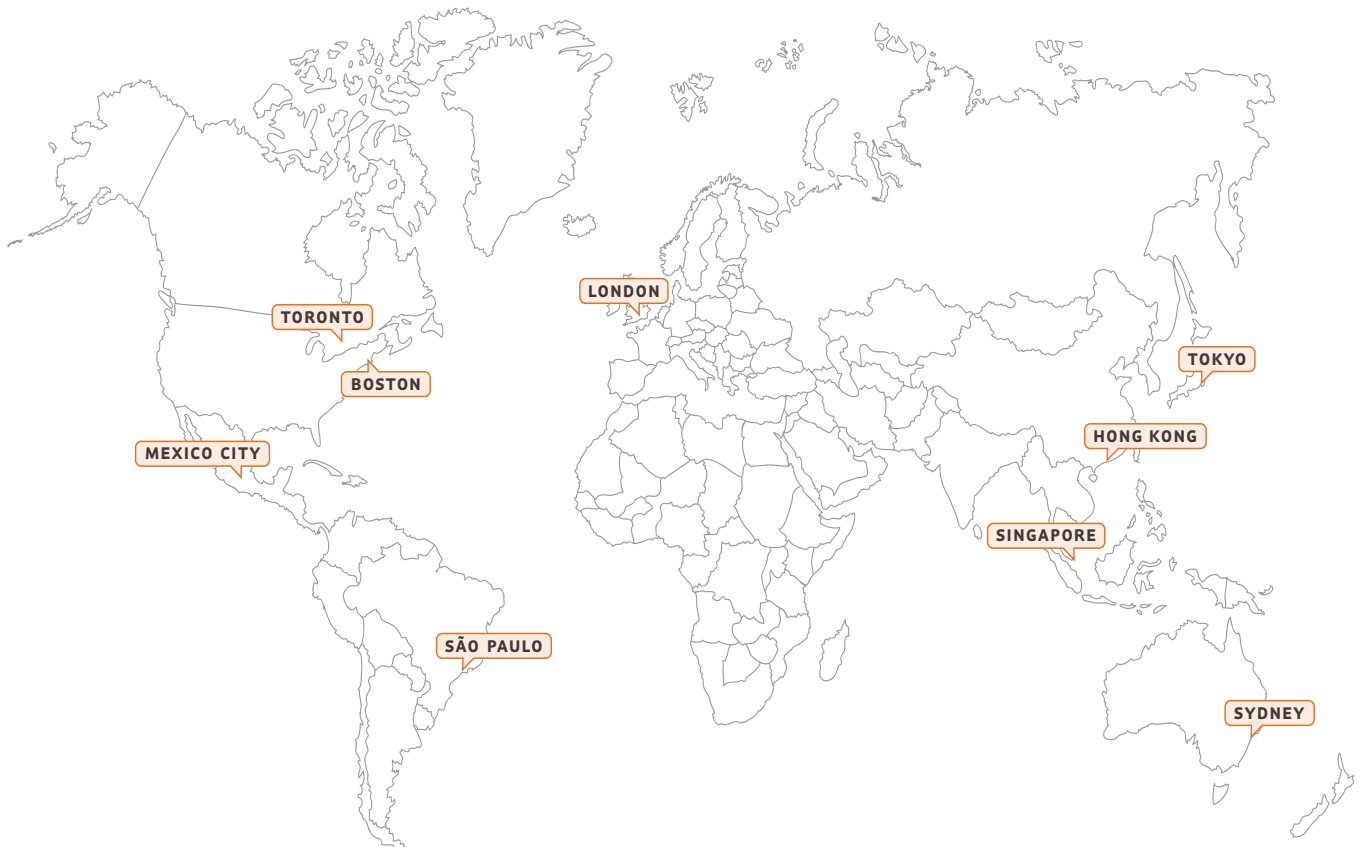 LONDON
TORONTO
TOKYO
BOSTON
HONG KONG
MEXICO CITY
SINGAPORE
SÃO PAULO
SYDNEY